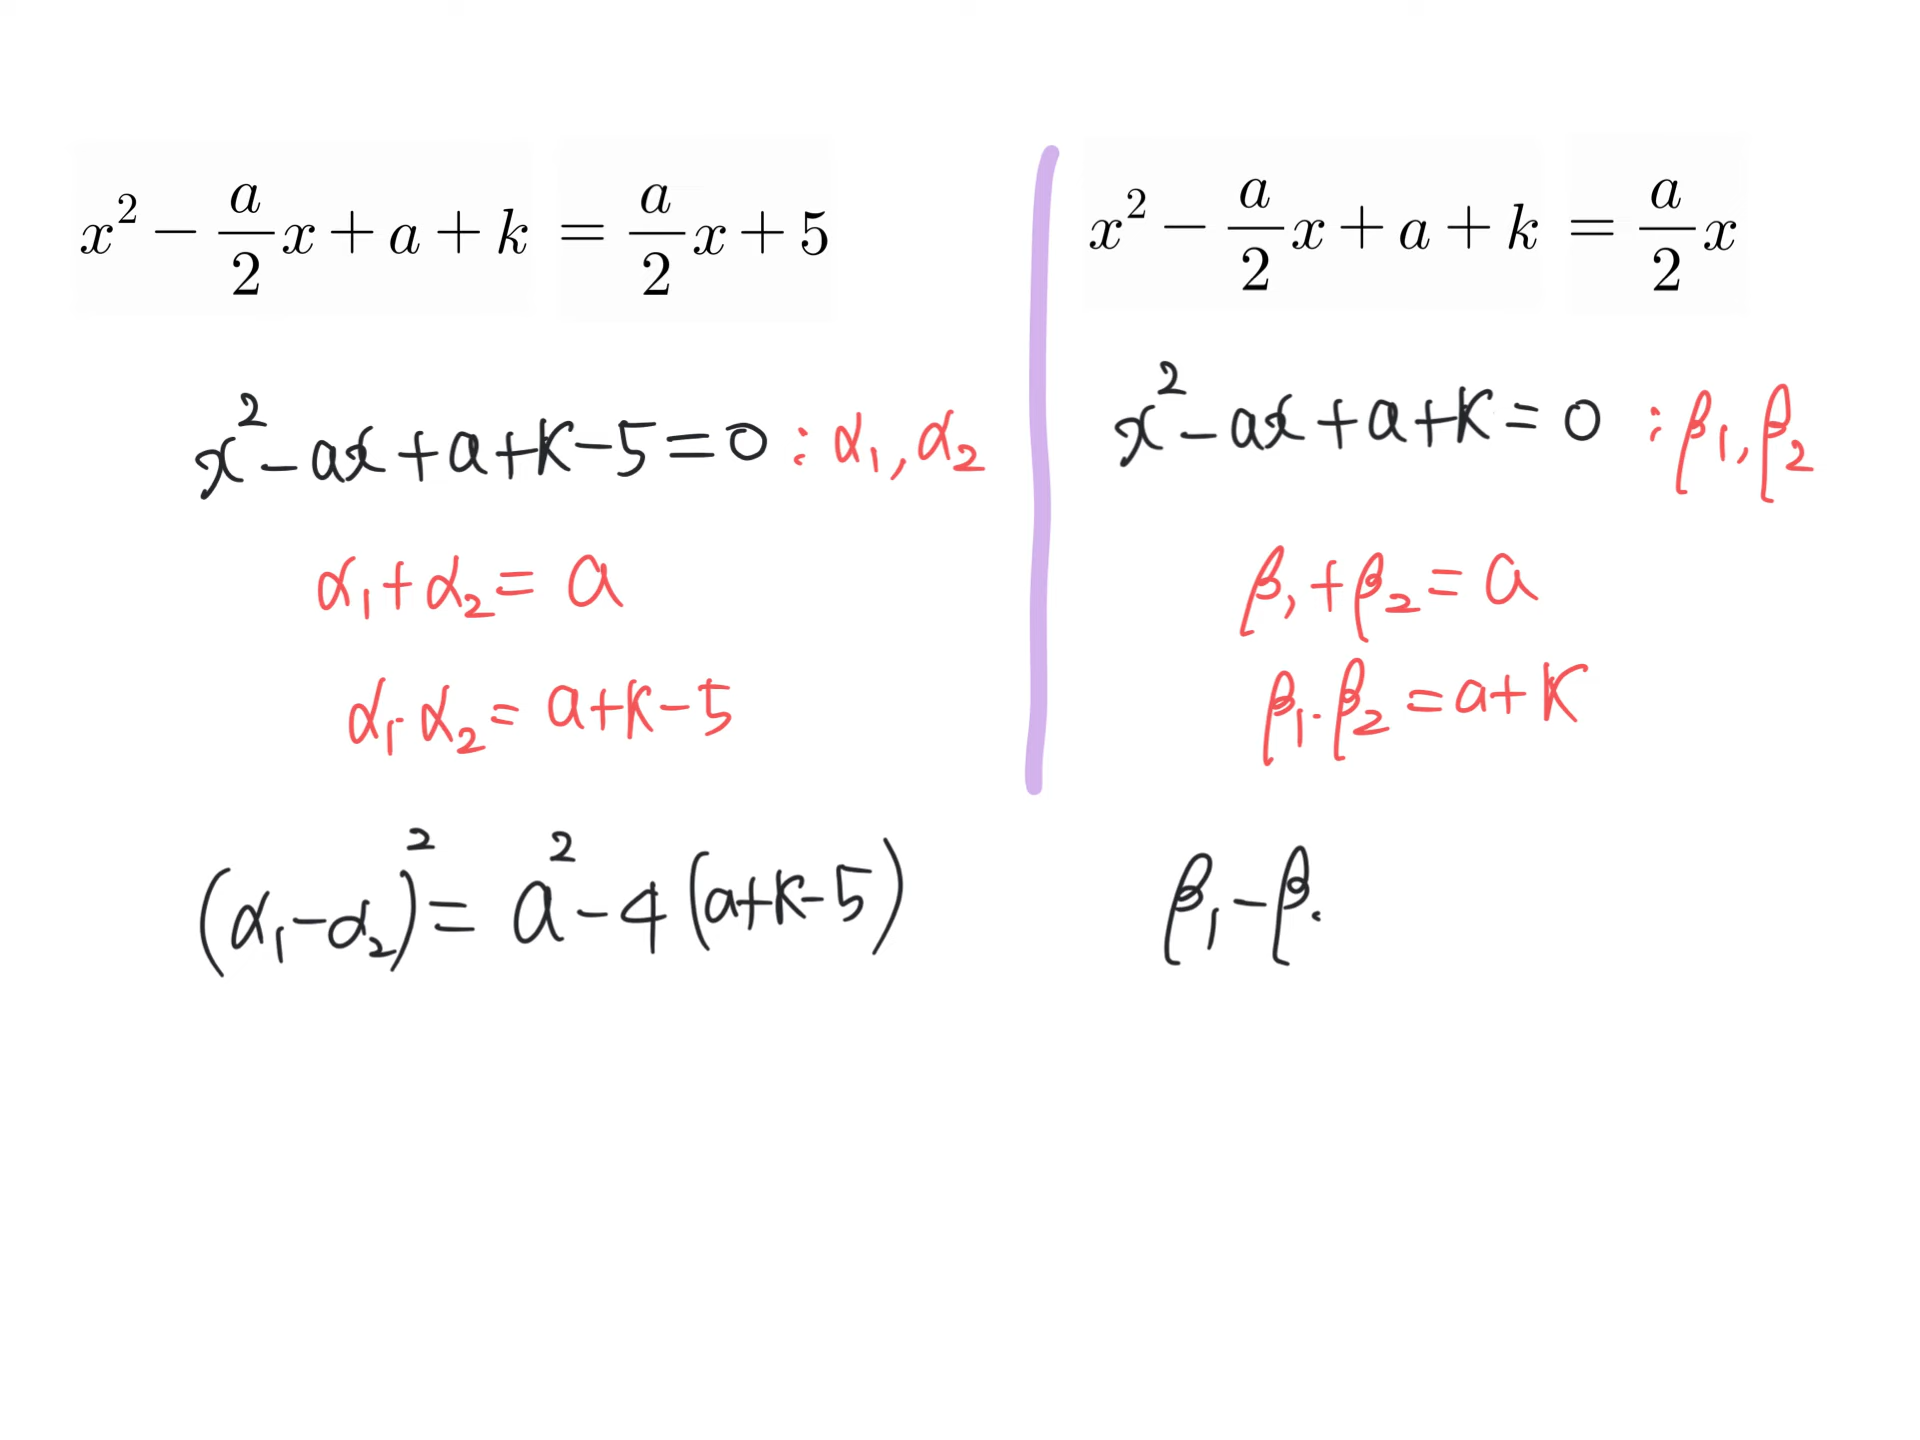 x² − a/2 x + a + k = a/2 x + 5
x² − ax + a + k − 5 = 0 : α₁, α₂
α₁ + α₂ = a
α₁ · α₂ = a + k − 5
(α₁ − α₂)² = a² − 4(a + k − 5)
x² − a/2 x + a + k = a/2 x
x² − ax + a + k = 0 : β₁, β₂
β₁ + β₂ = a
β₁ · β₂ = a + k
β₁ − β